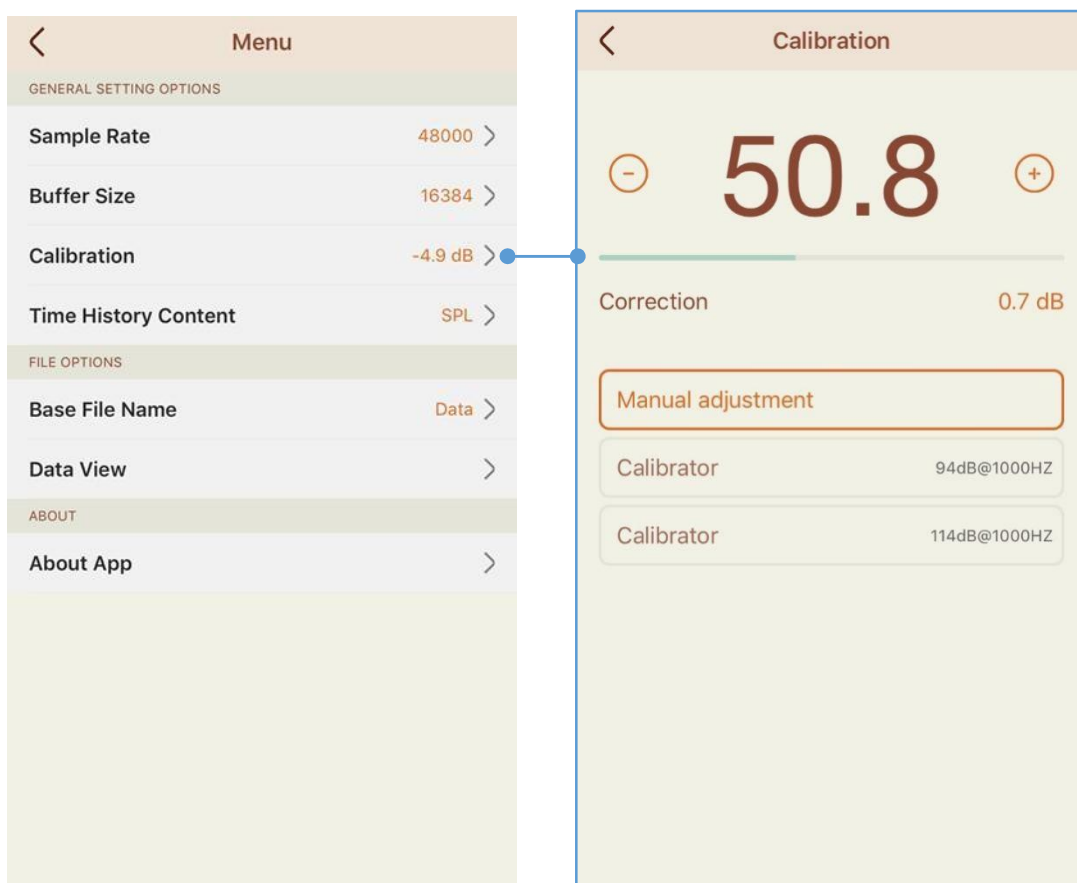 Menu
GENERAL SETTING OPTIONS
Sample Rate 48000
Buffer Size 16384
Calibration -4.9 dB
Time History Content SPL
FILE OPTIONS
Base File Name Data
Data View
ABOUT
About App
Calibration
50.8
Correction 0.7 dB
Manual adjustment
Calibrator 94dB@1000HZ
Calibrator 114dB@1000HZ